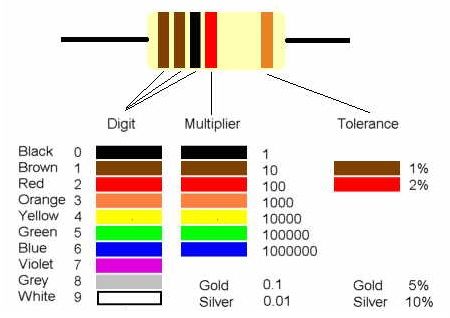 Digit Multiplier Tolerance
Black 0 1
Brown 1 10 1%
Red 2 100 2%
Orange 3 1000
Yellow 4 10000
Green 5 100000
Blue 6 1000000
Violet 7
Grey 8 Gold 0.1 Gold 5%
White 9 Silver 0.01 Silver 10%